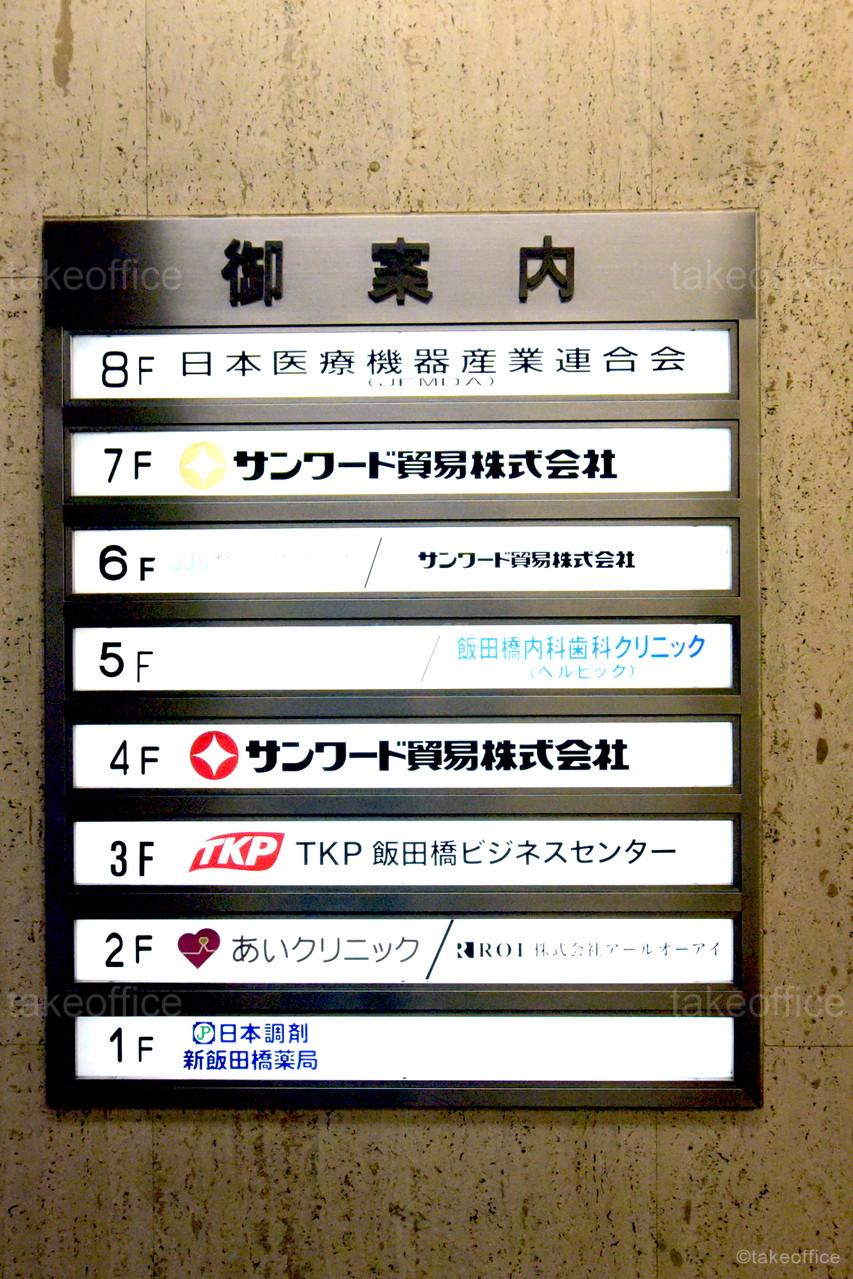 御案内
8F 日本医療機器産業連合会
(JFMDA)
7F サンワード貿易株式会社
6F JJS / サンワード貿易株式会社
5F / 飯田橋内科歯科クリニック
(ヘルピック)
4F サンワード貿易株式会社
3F TKP TKP 飯田橋ビジネスセンター
2F あいクリニック / ROI 株式会社アールオーアイ
1F JP 日本調剤
新飯田橋薬局
takeoffice takeoffice
takeoffice takeoffice
©takeoffice